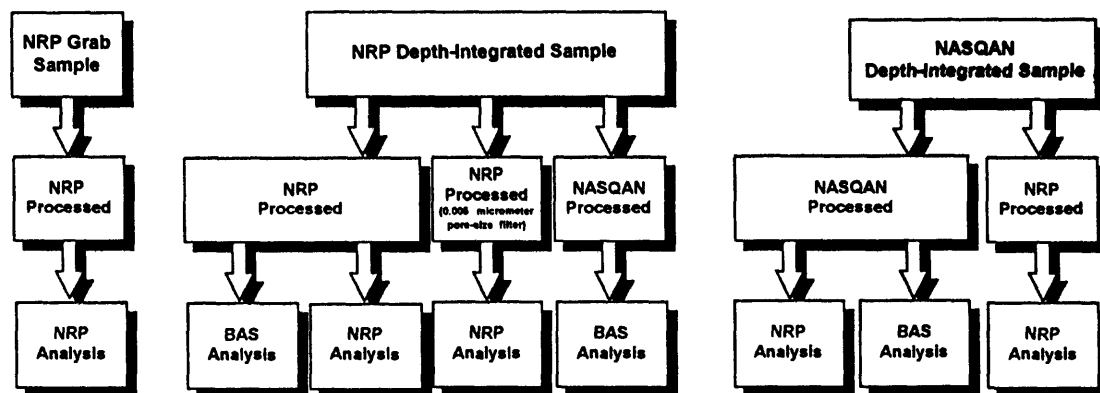 NRP Grab
Sample
NRP Depth-Integrated Sample
NASQAN
Depth-Integrated Sample
NRP
Processed
NRP
Processed
NRP
Processed
(0.005 micrometer
pore-size filter)
NASQAN
Processed
NASQAN
Processed
NRP
Processed
NRP
Analysis
BAS
Analysis
NRP
Analysis
NRP
Analysis
BAS
Analysis
NRP
Analysis
BAS
Analysis
NRP
Analysis